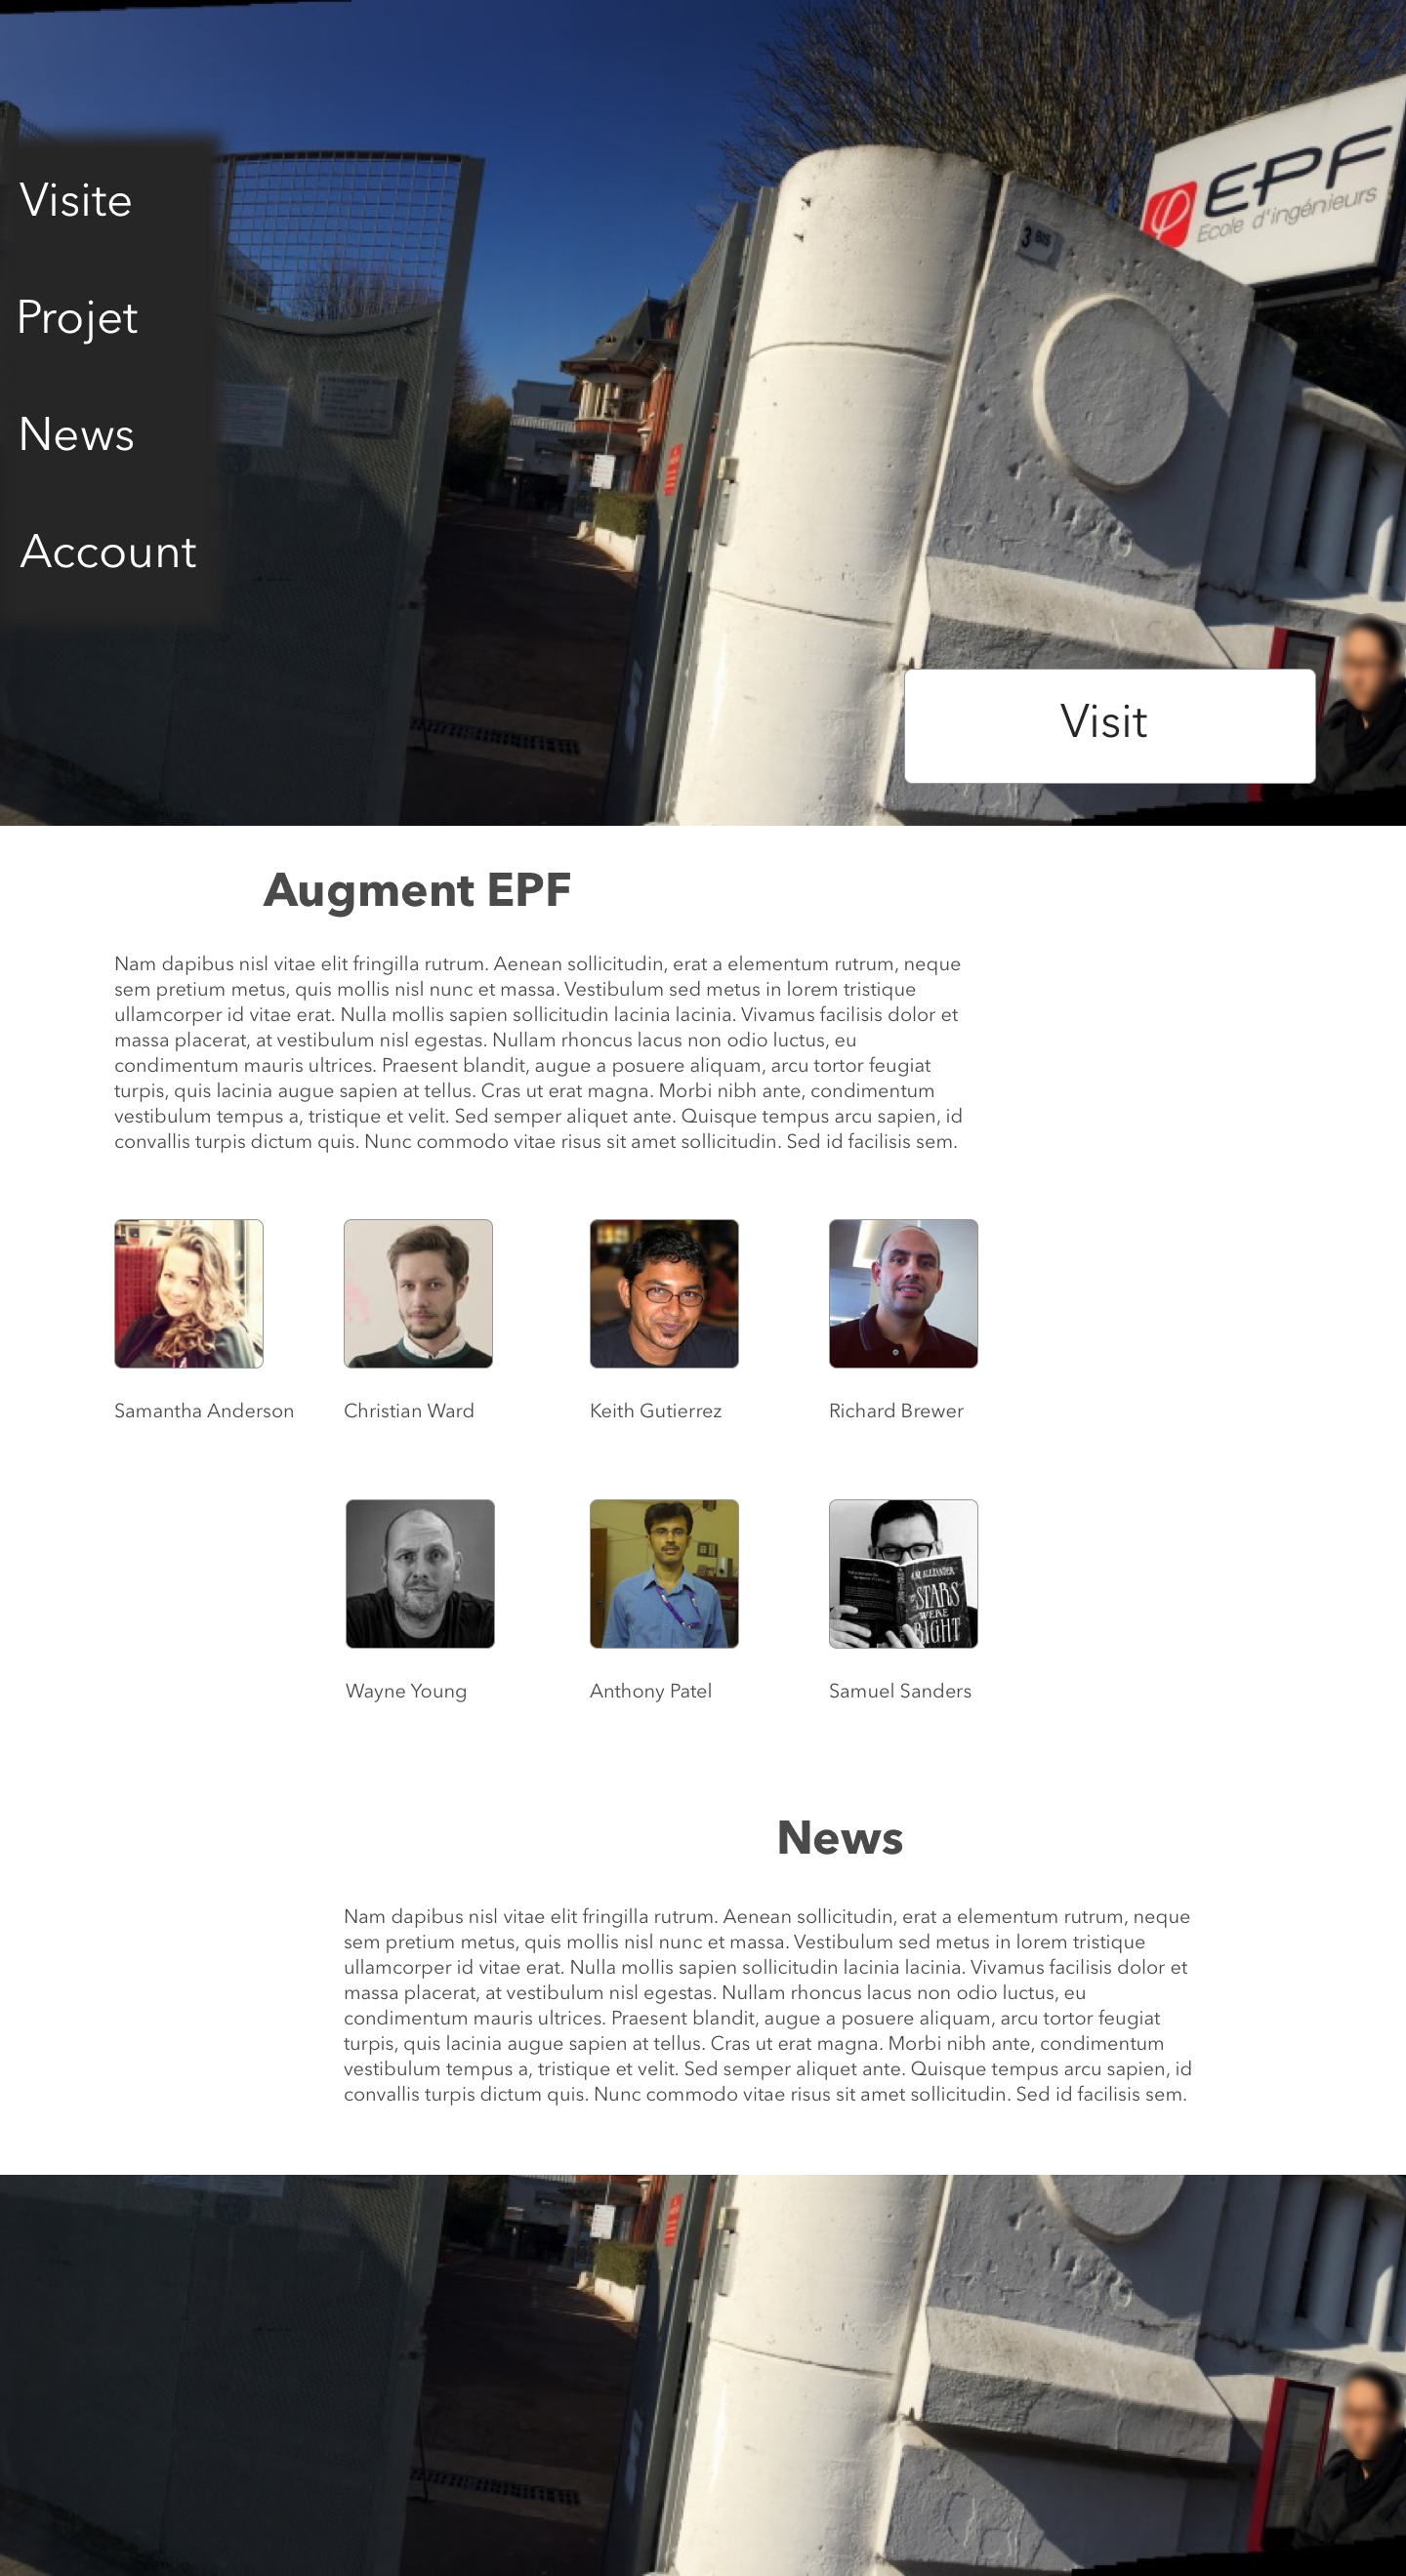 EPF
Ecole d'ingénieurs
3 BIS
Visite
Projet
News
Account
Visit
Augment EPF
Nam dapibus nisl vitae elit fringilla rutrum. Aenean sollicitudin, erat a elementum rutrum, neque
sem pretium metus, quis mollis nisl nunc et massa. Vestibulum sed metus in lorem tristique
ullamcorper id vitae erat. Nulla mollis sapien sollicitudin lacinia lacinia. Vivamus facilisis dolor et
massa placerat, at vestibulum nisl egestas. Nullam rhoncus lacus non odio luctus, eu
condimentum mauris ultrices. Praesent blandit, augue a posuere aliquam, arcu tortor feugiat
turpis, quis lacinia augue sapien at tellus. Cras ut erat magna. Morbi nibh ante, condimentum
vestibulum tempus a, tristique et velit. Sed semper aliquet ante. Quisque tempus arcu sapien, id
convallis turpis dictum quis. Nunc commodo vitae risus sit amet sollicitudin. Sed id facilisis sem.
Samantha Anderson
Christian Ward
Keith Gutierrez
Richard Brewer
STARS
WERE
RIGHT
Wayne Young
Anthony Patel
Samuel Sanders
News
Nam dapibus nisl vitae elit fringilla rutrum. Aenean sollicitudin, erat a elementum rutrum, neque
sem pretium metus, quis mollis nisl nunc et massa. Vestibulum sed metus in lorem tristique
ullamcorper id vitae erat. Nulla mollis sapien sollicitudin lacinia lacinia. Vivamus facilisis dolor et
massa placerat, at vestibulum nisl egestas. Nullam rhoncus lacus non odio luctus, eu
condimentum mauris ultrices. Praesent blandit, augue a posuere aliquam, arcu tortor feugiat
turpis, quis lacinia augue sapien at tellus. Cras ut erat magna. Morbi nibh ante, condimentum
vestibulum tempus a, tristique et velit. Sed semper aliquet ante. Quisque tempus arcu sapien, id
convallis turpis dictum quis. Nunc commodo vitae risus sit amet sollicitudin. Sed id facilisis sem.